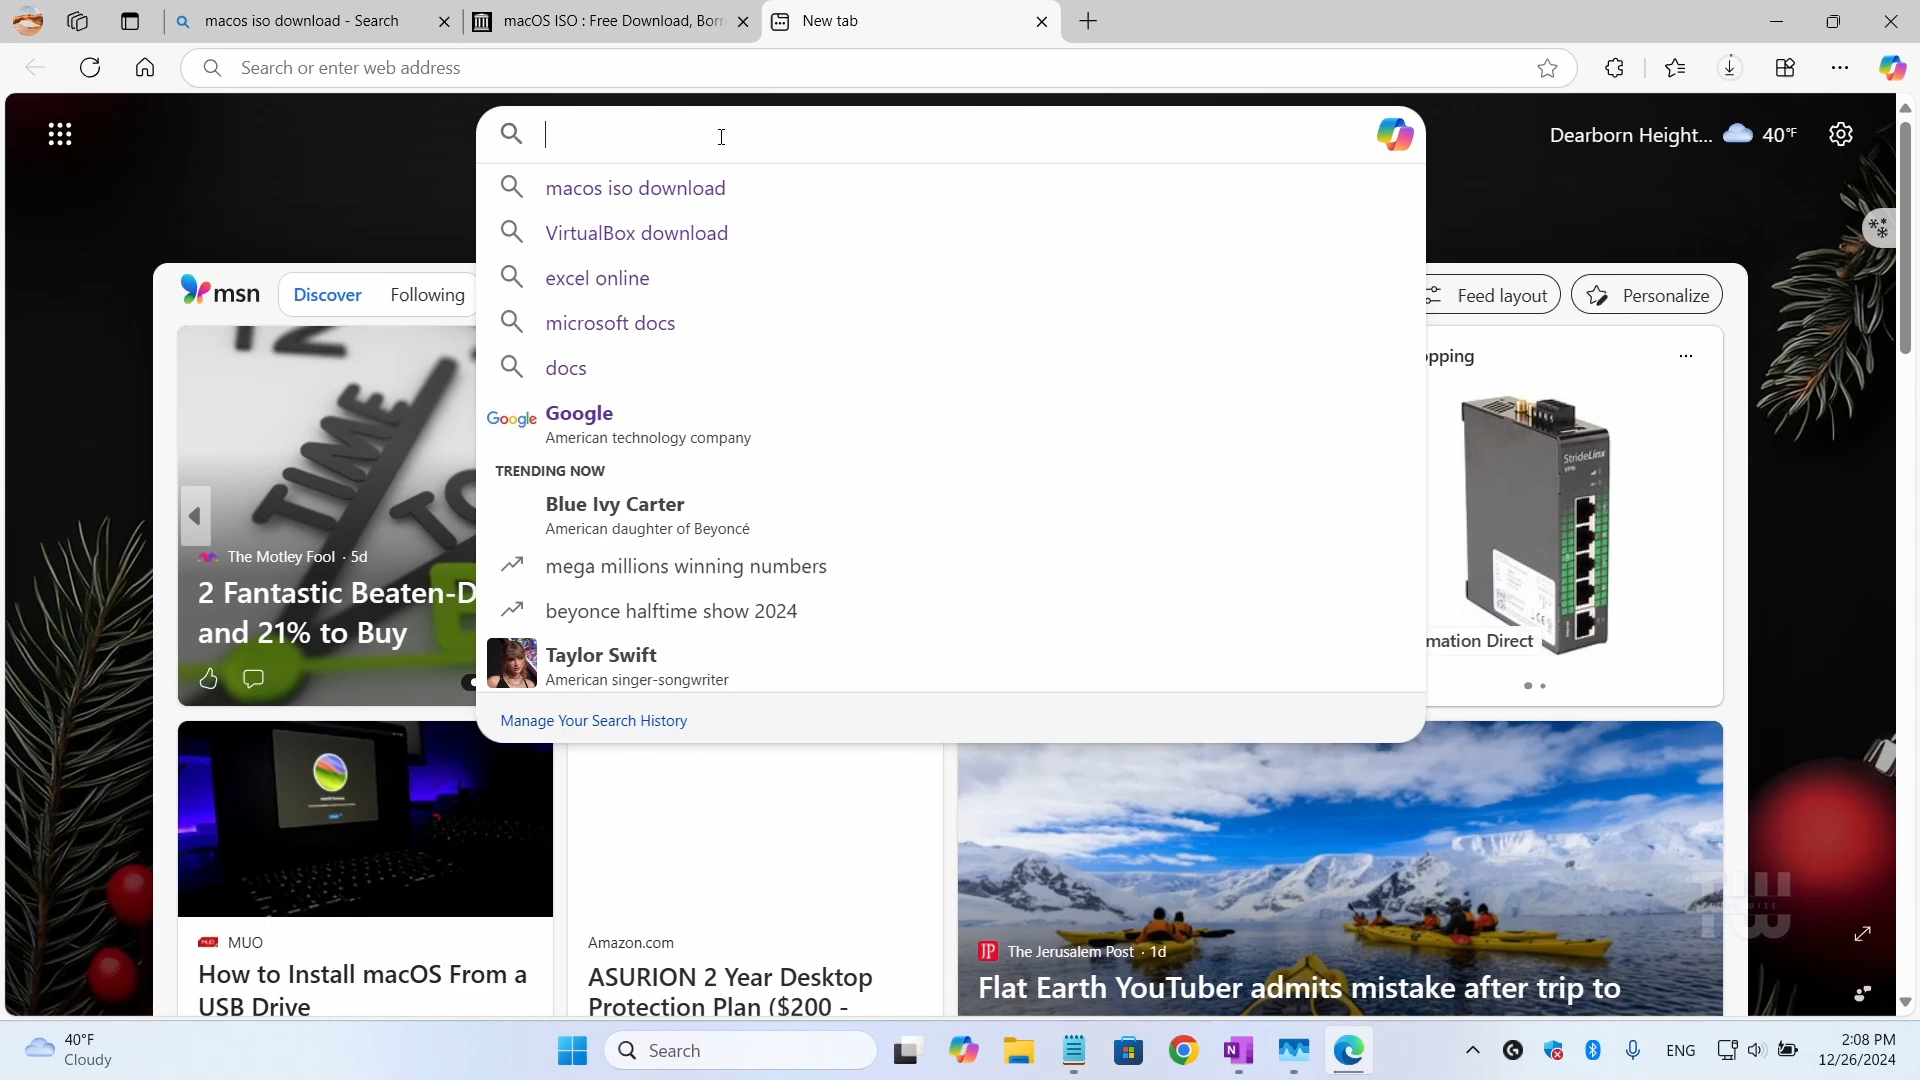 macos iso download - Search
macOS ISO : Free Download, Borr
New tab
Search or enter web address
Dearborn Height... 40°F
macos iso download
VirtualBox download
excel online
microsoft docs
docs
Google
Google
American technology company
TRENDING NOW
Blue Ivy Carter
American daughter of Beyoncé
mega millions winning numbers
beyonce halftime show 2024
Taylor Swift
American singer-songwriter
Manage Your Search History
msn
Discover
Following
Feed layout
Personalize
TIME
TO
The Motley Fool · 5d
2 Fantastic Beaten-D
and 21% to Buy
pping
StrideLinx
mation Direct
MUO
How to Install macOS From a
USB Drive
Amazon.com
ASURION 2 Year Desktop
Protection Plan ($200 -
JP The Jerusalem Post · 1d
Flat Earth YouTuber admits mistake after trip to
TW
40°F
Cloudy
Search
ENG
2:08 PM
12/26/2024